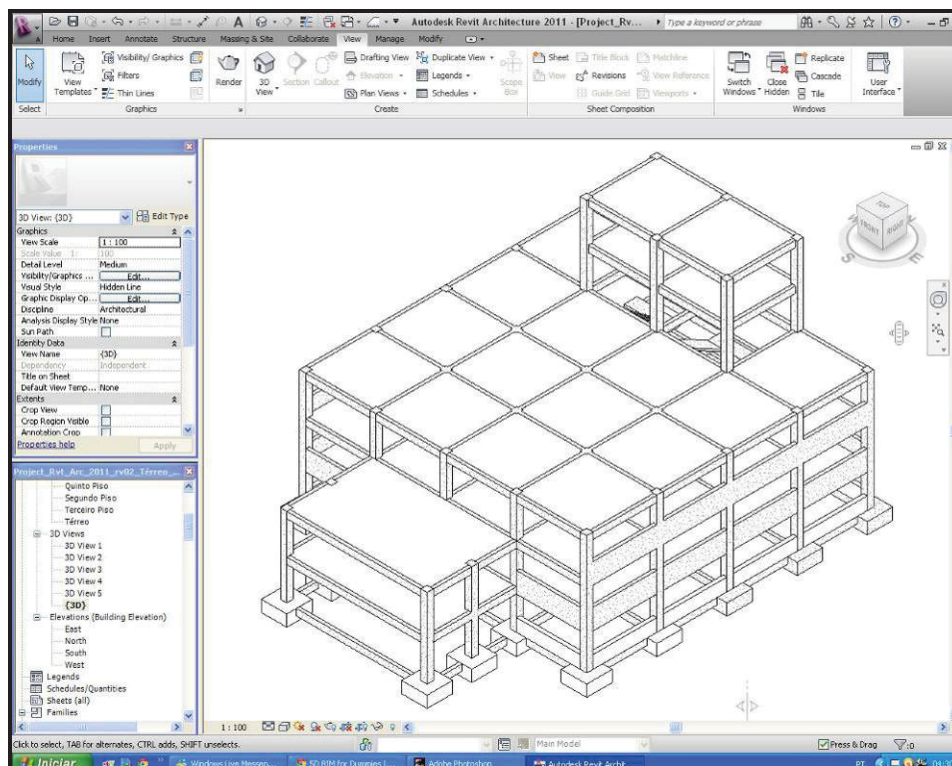 Autodesk Revit Architecture 2011 - [Project_Rv...
Type a keyword or phrase
Home Insert Annotate Structure Massing & Site Collaborate View Manage Modify
Modify
View Templates
Visibility/ Graphics
Filters
Thin Lines
Render
3D View
Section
Callout
Drafting View
Elevation
Plan Views
Duplicate View
Legends
Schedules
Scope Box
Sheet
View
Title Block
Revisions
Guide Grid
Matchline
View Reference
Viewports
Switch Windows
Close Hidden
Replicate
Cascade
Tile
User Interface
Select Graphics Create Sheet Composition Windows
Properties
3D View: {3D} Edit Type
Graphics
View Scale 1 : 100
Scale Value 1: 100
Detail Level Medium
Visibility/Graphics ... Edit...
Visual Style Hidden Line
Graphic Display Op... Edit...
Discipline Architectural
Analysis Display Style None
Sun Path
Identity Data
View Name {3D}
Dependency Independent
Title on Sheet
Default View Temp... None
Extents
Crop View
Crop Region Visible
Annotation Crop
Properties help Apply
Project_Rvt_Arc_2011_rv02_Térreo_...
Quinto Piso
Segundo Piso
Terceiro Piso
Térreo
3D Views
3D View 1
3D View 2
3D View 3
3D View 4
3D View 5
{3D}
Elevations (Building Elevation)
East
North
South
West
Legends
Schedules/Quantities
Sheets (all)
Families
TOP
FRONT RIGHT
S E
1 : 100
Click to select, TAB for alternates, CTRL adds, SHIFT unselects.
Main Model
Press & Drag :0
Iniciar
Windows Live Messen...
5D BIM for Dummies
Adobe Photoshop
Autodesk Revit Archit...
PT